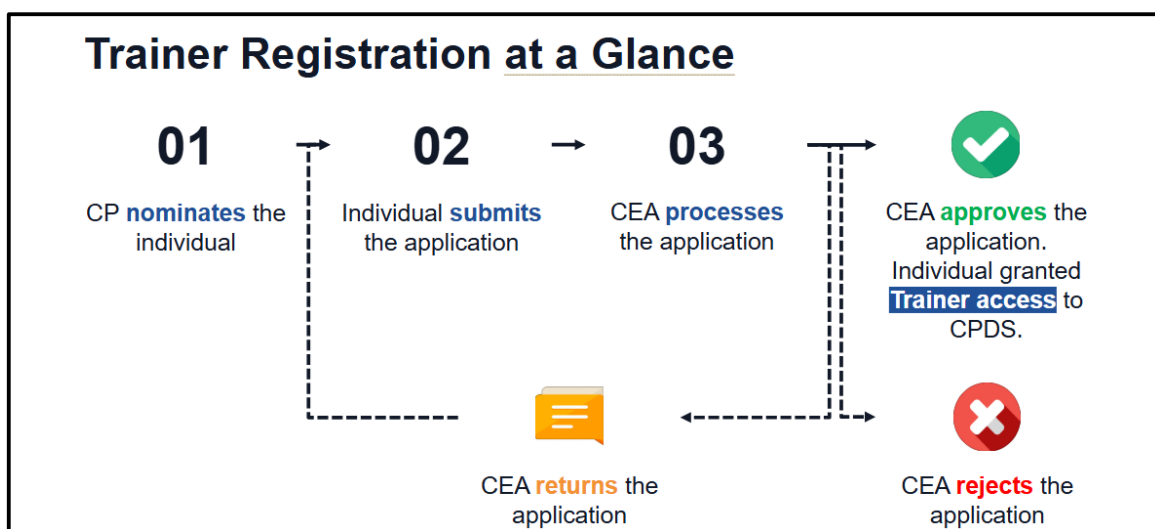 Trainer Registration at a Glance
01
CP nominates the
individual
02
Individual submits
the application
03
CEA processes
the application
CEA approves the
application.
Individual granted
Trainer access to
CPDS.
CEA returns the
application
CEA rejects the
application